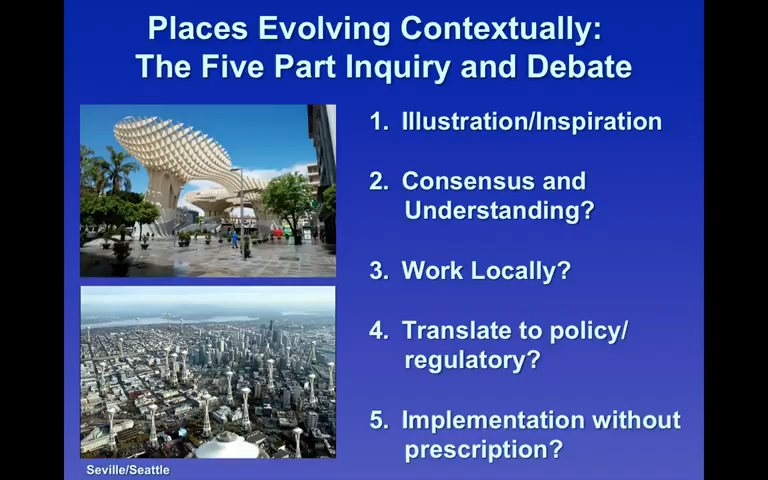 Places Evolving Contextually:
The Five Part Inquiry and Debate
1. Illustration/Inspiration
2. Consensus and
Understanding?
3. Work Locally?
4. Translate to policy/
regulatory?
5. Implementation without
prescription?
Seville/Seattle